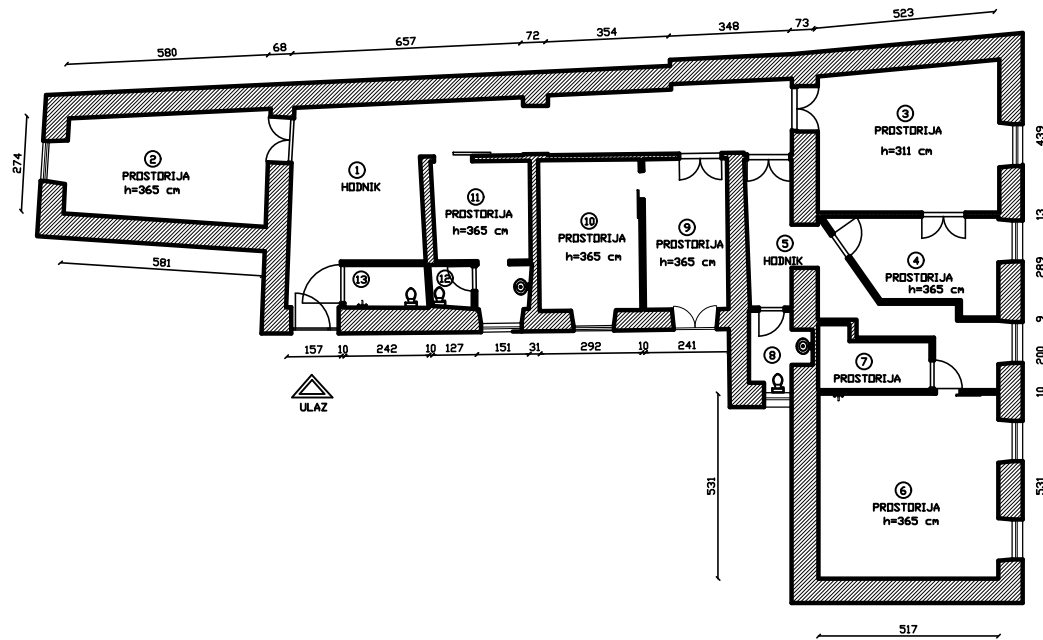 580
68
657
72
354
348
73
523
274
2
PROSTORIJA
h=365 cm
1
HODNIK
11
PROSTORIJA
h=365 cm
10
PROSTORIJA
h=365 cm
9
PROSTORIJA
h=365 cm
5
HODNIK
3
PROSTORIJA
h=311 cm
4
PROSTORIJA
h=365 cm
439
13
289
9
200
10
531
581
13
12
157
10
242
10
127
151
31
292
10
241
8
7
PROSTORIJA
ULAZ
531
6
PROSTORIJA
h=365 cm
517